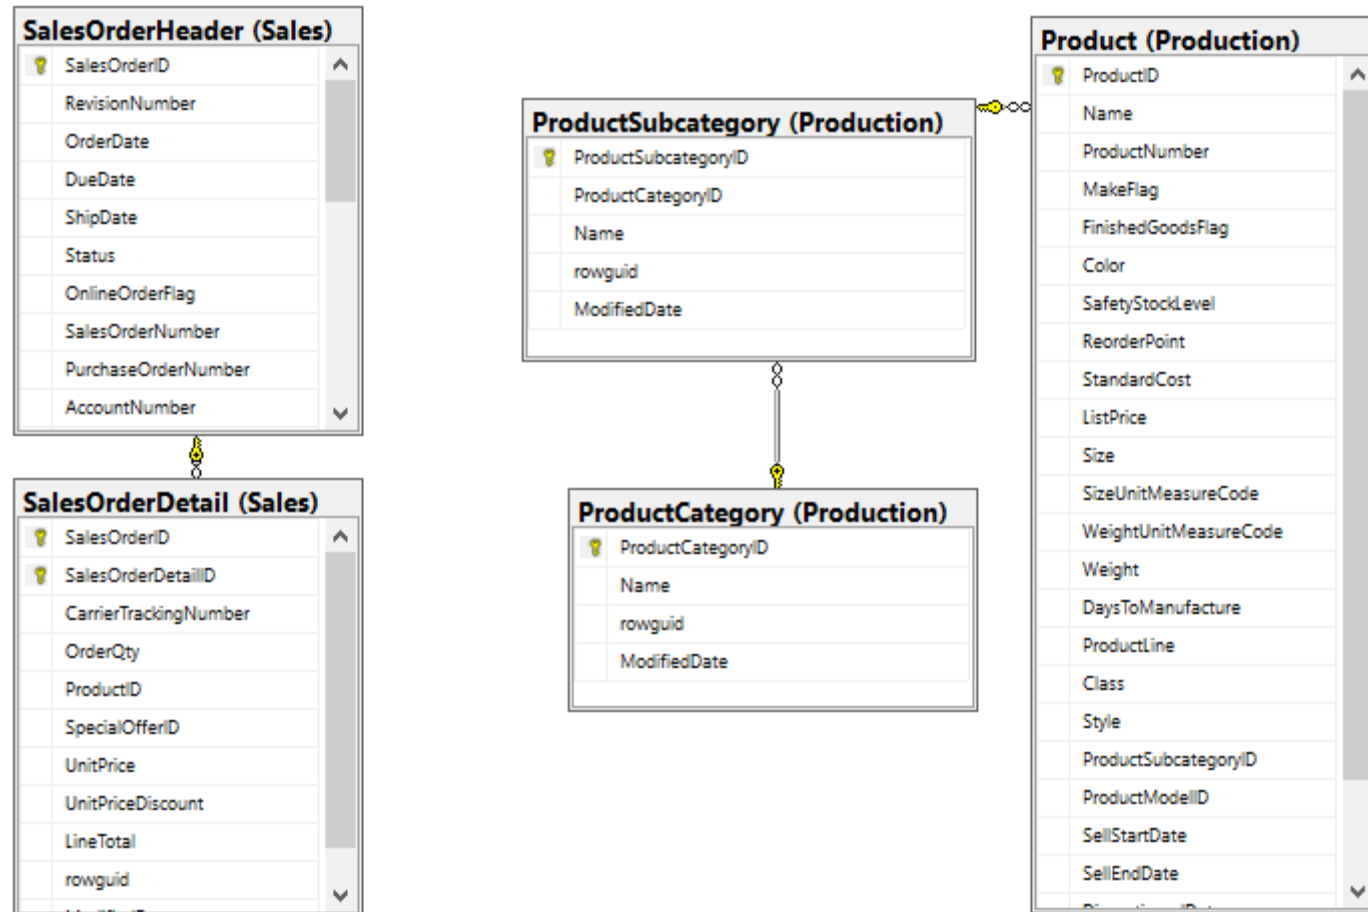 SalesOrderHeader (Sales)
SalesOrderID
RevisionNumber
OrderDate
DueDate
ShipDate
Status
OnlineOrderFlag
SalesOrderNumber
PurchaseOrderNumber
AccountNumber
SalesOrderDetail (Sales)
SalesOrderID
SalesOrderDetailID
CarrierTrackingNumber
OrderQty
ProductID
SpecialOfferID
UnitPrice
UnitPriceDiscount
LineTotal
rowguid
ProductSubcategory (Production)
ProductSubcategoryID
ProductCategoryID
Name
rowguid
ModifiedDate
ProductCategory (Production)
ProductCategoryID
Name
rowguid
ModifiedDate
Product (Production)
ProductID
Name
ProductNumber
MakeFlag
FinishedGoodsFlag
Color
SafetyStockLevel
ReorderPoint
StandardCost
ListPrice
Size
SizeUnitMeasureCode
WeightUnitMeasureCode
Weight
DaysToManufacture
ProductLine
Class
Style
ProductSubcategoryID
ProductModelID
SellStartDate
SellEndDate